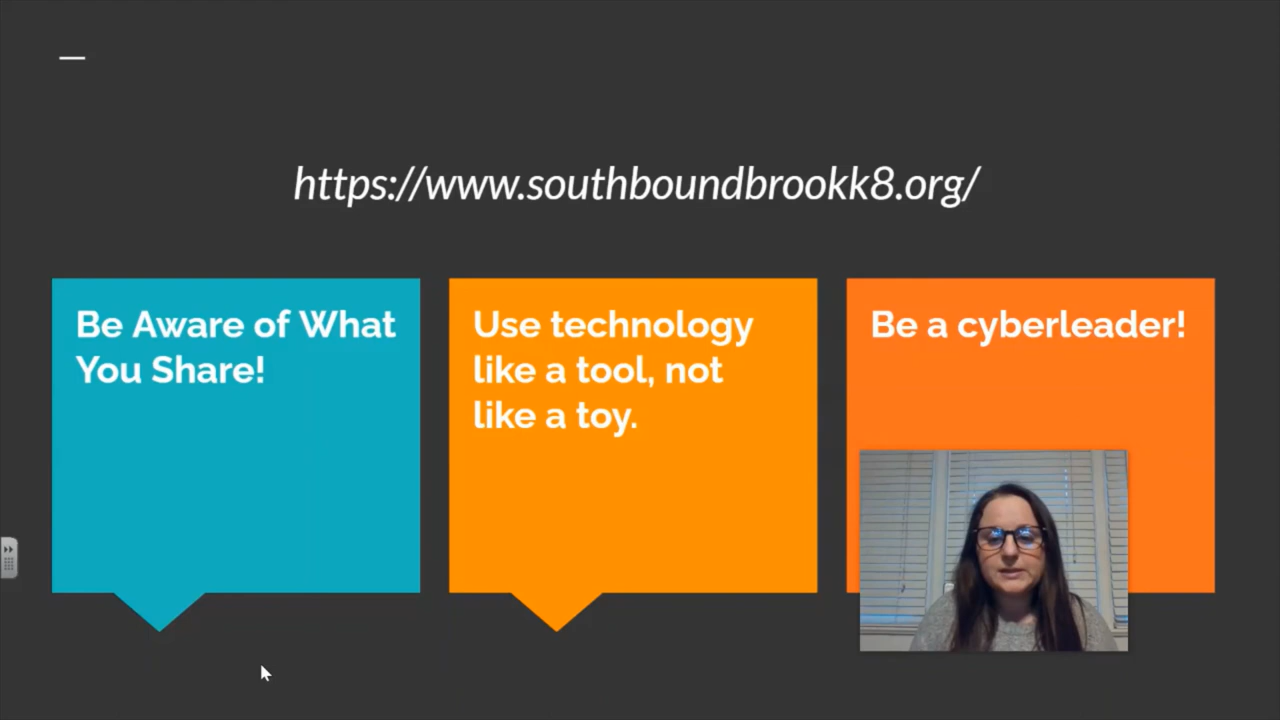 https://www.southboundbrookk8.org/
Be Aware of What
You Share!
Use technology
like a tool, not
like a toy.
Be a cyberleader!